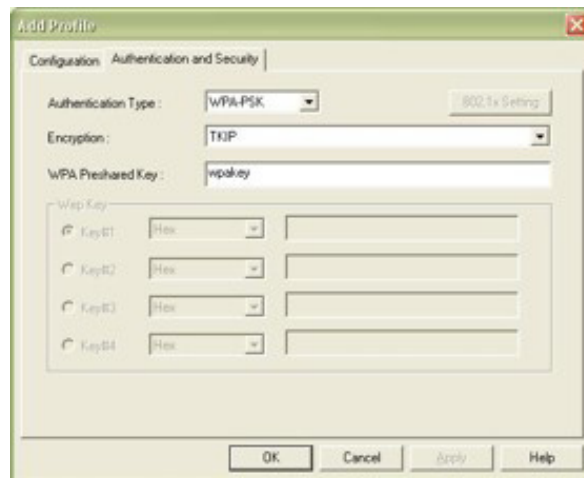 Add Profile
Configuration Authentication and Security
Authentication Type : WPA-PSK 802.1x Setting
Encryption : TKIP
WPA Preshared Key : wpakey
Wep Key
Key#1 Hex
Key#2 Hex
Key#3 Hex
Key#4 Hex
OK Cancel Apply Help